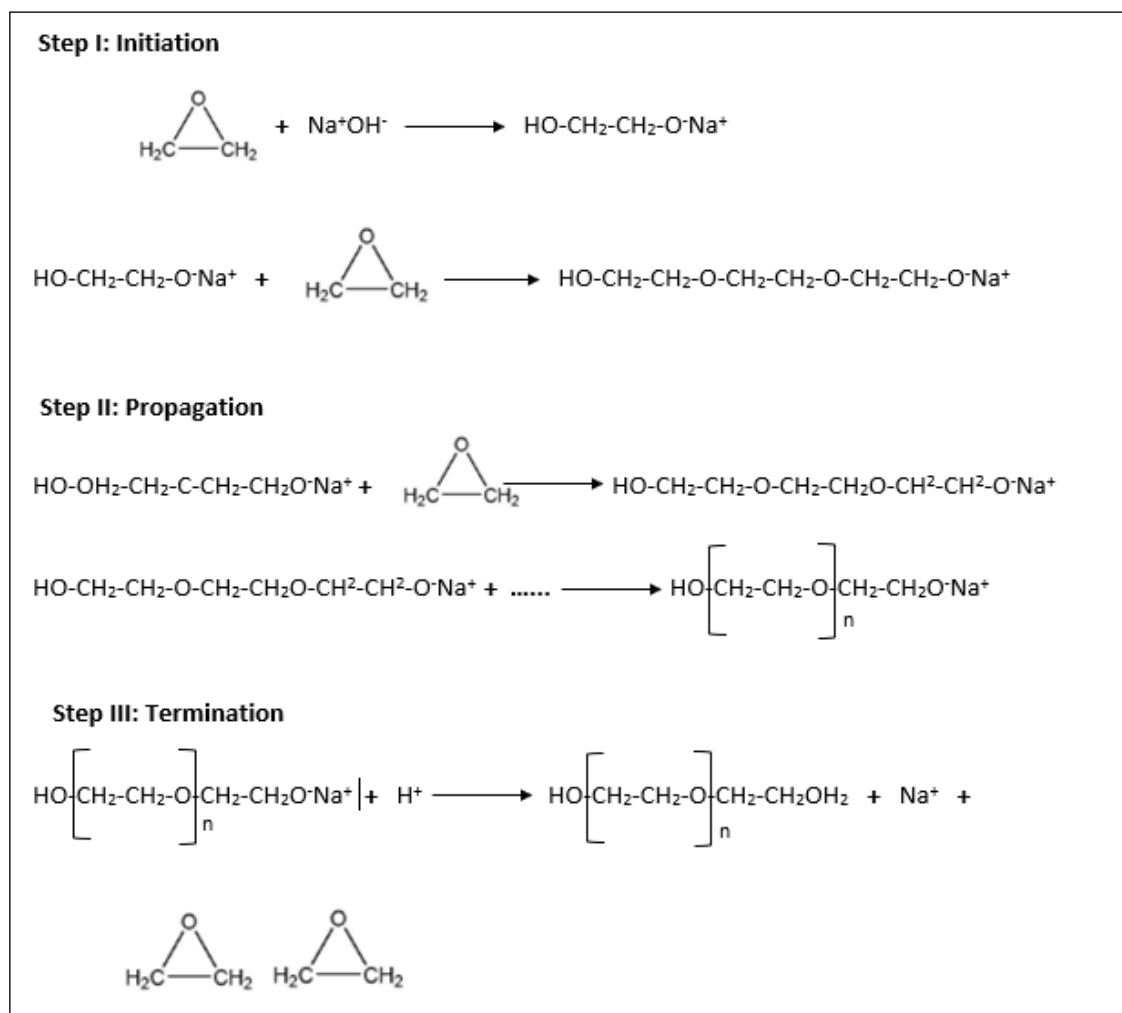 Step I: Initiation
O
H₂C CH₂ + Na⁺OH⁻ → HO-CH₂-CH₂-O⁻Na⁺
O
HO-CH₂-CH₂-O⁻Na⁺ + H₂C CH₂ → HO-CH₂-CH₂-O-CH₂-CH₂-O-CH₂-CH₂-O⁻Na⁺
Step II: Propagation
O
HO-OH₂-CH₂-C-CH₂-CH₂O⁻Na⁺ + H₂C CH₂ → HO-CH₂-CH₂-O-CH₂-CH₂O-CH²-CH²-O⁻Na⁺
HO-CH₂-CH₂-O-CH₂-CH₂O-CH²-CH²-O⁻Na⁺ + ...... → HO[CH₂-CH₂-O]CH₂-CH₂O⁻Na⁺
n
Step III: Termination
HO[CH₂-CH₂-O]CH₂-CH₂O⁻Na⁺ | + H⁺ → HO[CH₂-CH₂-O]CH₂-CH₂OH₂ + Na⁺ +
n n
O O
H₂C CH₂ H₂C CH₂